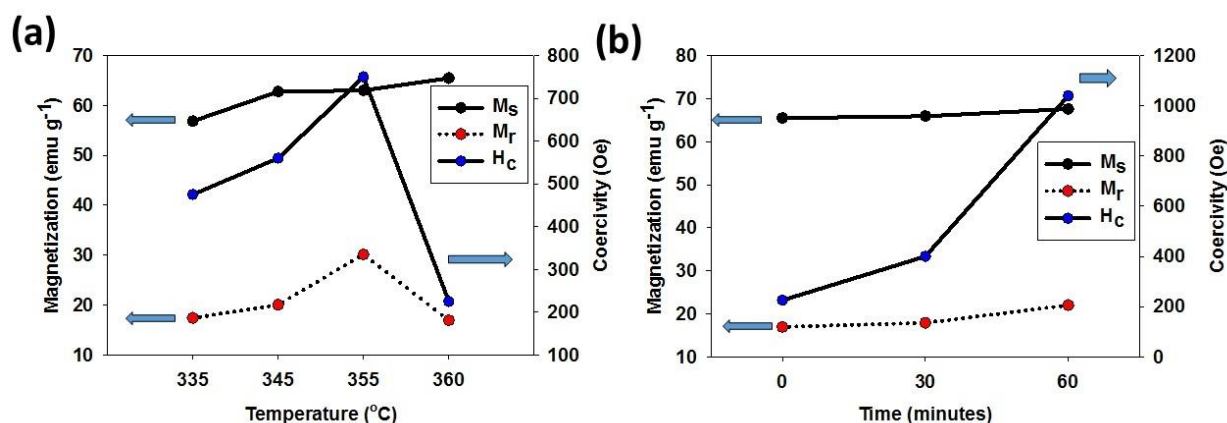 (a)
70
60
50
40
30
20
10
Magnetization (emu g-1)
800
700
600
500
400
300
200
100
Coercivity (Oe)
Ms
Mr
Hc
335 345 355 360
Temperature (oC)
(b)
80
70
60
50
40
30
20
10
Magnetization (emu g-1)
1200
1000
800
600
400
200
0
Coercivity (Oe)
Ms
Mr
Hc
0 30 60
Time (minutes)